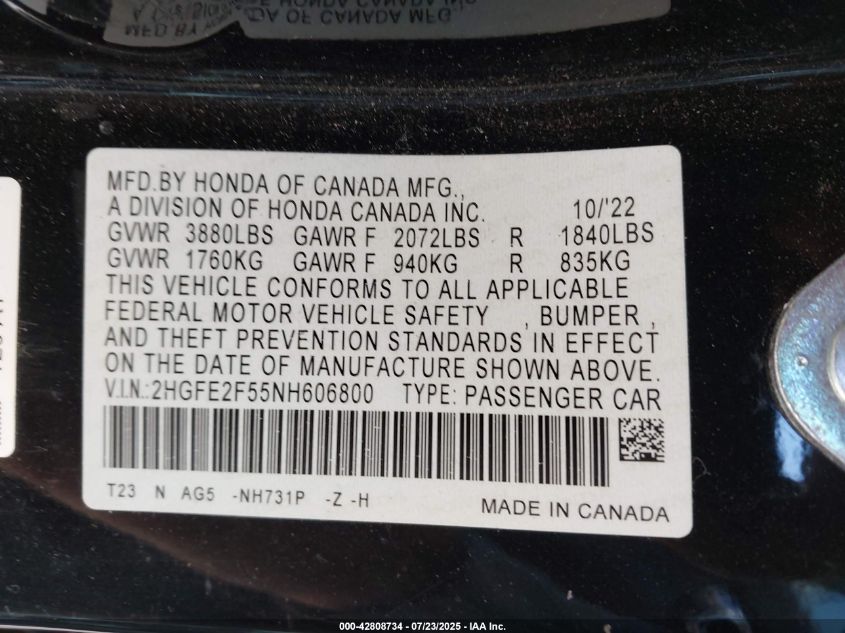 MFD.BY HONDA OF CANADA MFG.,
A DIVISION OF HONDA CANADA INC. 10/'22
GVWR 3880LBS GAWR F 2072LBS R 1840LBS
GVWR 1760KG GAWR F 940KG R 835KG
THIS VEHICLE CONFORMS TO ALL APPLICABLE
FEDERAL MOTOR VEHICLE SAFETY , BUMPER ,
AND THEFT PREVENTION STANDARDS IN EFFECT
ON THE DATE OF MANUFACTURE SHOWN ABOVE.
V.I.N.: 2HGFE2F55NH606800 TYPE: PASSENGER CAR
T23 N AG5 -NH731P -Z -H
MADE IN CANADA
000-42808734 / 07/23/2025 - IAA Inc.